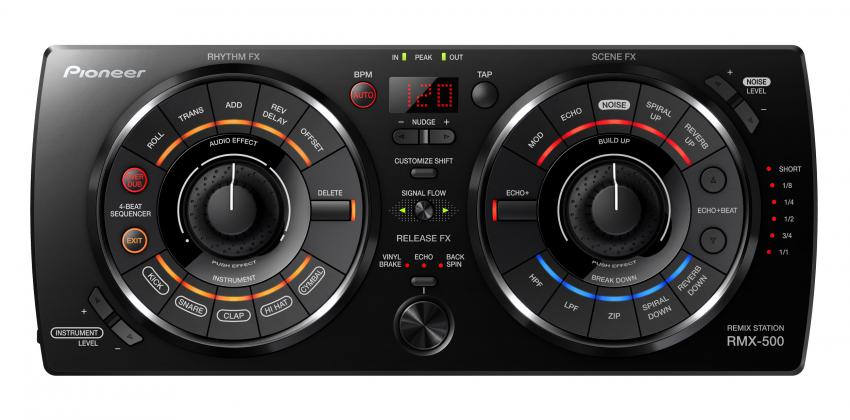 RHYTHM FX
IN PEAK OUT
SCENE FX
Pioneer
BPM
AUTO
120
TAP
+ NOISE
LEVEL
−
ROLL
TRANS
ADD
REV
DELAY
OFFSET
AUDIO EFFECT
− NUDGE +
CUSTOMIZE SHIFT
MOD
ECHO
NOISE
SPIRAL
UP
REVERB
UP
BUILD UP
OVER
DUB
4-BEAT
SEQUENCER
EXIT
DELETE
SIGNAL FLOW
ECHO+
ECHO+BEAT
SHORT
1/8
1/4
1/2
3/4
1/1
RELEASE FX
VINYL
BRAKE
ECHO
BACK
SPIN
PUSH EFFECT
INSTRUMENT
KICK
SNARE
CLAP
HI HAT
CYMBAL
PUSH EFFECT
BREAK DOWN
HPF
LPF
ZIP
SPIRAL
DOWN
REVERB
DOWN
+
INSTRUMENT
LEVEL −
REMIX STATION
RMX-500